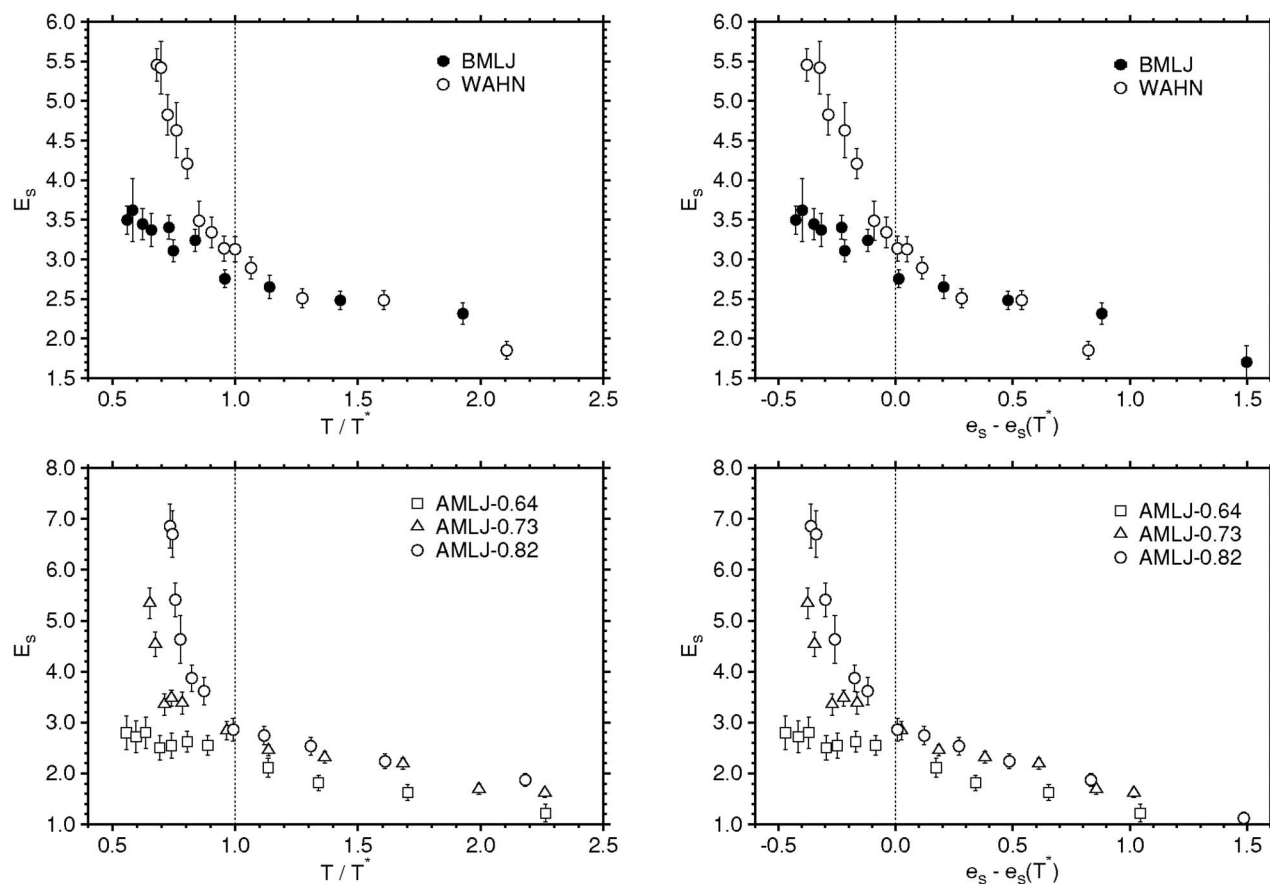 6.0
5.5
5.0
4.5
4.0
3.5
3.0
2.5
2.0
1.5
E_s
BMLJ
WAHN
0.5 1.0 1.5 2.0 2.5
T / T*
6.0
5.5
5.0
4.5
4.0
3.5
3.0
2.5
2.0
1.5
E_s
BMLJ
WAHN
-0.5 0.0 0.5 1.0 1.5
e_s - e_s(T*)
8.0
7.0
6.0
5.0
4.0
3.0
2.0
1.0
E_s
AMLJ-0.64
AMLJ-0.73
AMLJ-0.82
0.5 1.0 1.5 2.0 2.5
T / T*
8.0
7.0
6.0
5.0
4.0
3.0
2.0
1.0
E_s
AMLJ-0.64
AMLJ-0.73
AMLJ-0.82
-0.5 0.0 0.5 1.0 1.5
e_s - e_s(T*)